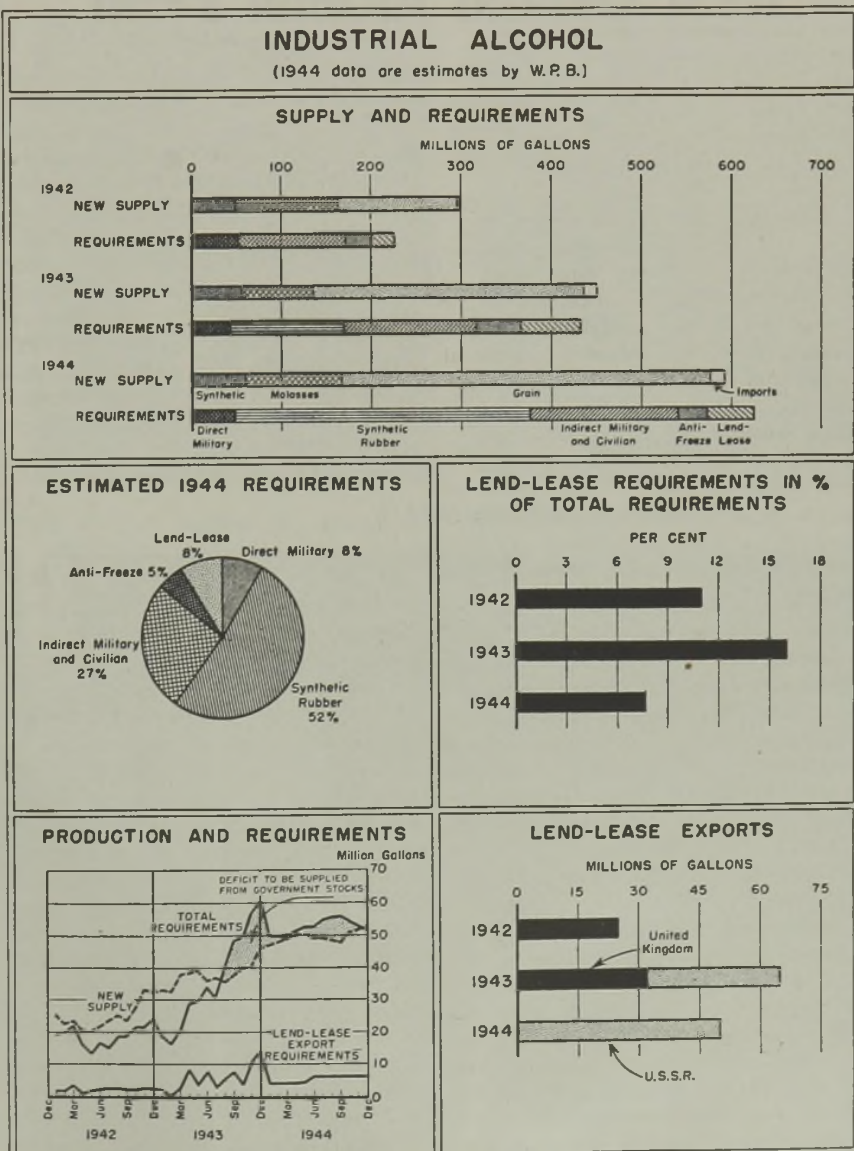 INDUSTRIAL ALCOHOL
(1944 data are estimates by W.P.B.)
SUPPLY AND REQUIREMENTS
MILLIONS OF GALLONS
0 100 200 300 400 500 600 700
1942
NEW SUPPLY
REQUIREMENTS
1943
NEW SUPPLY
REQUIREMENTS
1944
NEW SUPPLY
Synthetic Molasses Grain Imports
REQUIREMENTS
Direct Military
Synthetic Rubber
Indirect Military and Civilian
Anti-Freeze
Lend-Lease
ESTIMATED 1944 REQUIREMENTS
Lend-Lease
8%
Direct Military 8%
Anti-Freeze 5%
Indirect Military
and Civilian
27%
Synthetic
Rubber
52%
LEND-LEASE REQUIREMENTS IN %
OF TOTAL REQUIREMENTS
PER CENT
0 3 6 9 12 15 18
1942
1943
1944
PRODUCTION AND REQUIREMENTS
Million Gallons
70
60
50
40
30
20
10
0
DEFICIT TO BE SUPPLIED
FROM GOVERNMENT STOCKS
TOTAL
REQUIREMENTS
NEW
SUPPLY
LEND-LEASE
EXPORT
REQUIREMENTS
Dec Mar Jun Sep Dec Mar Jun Sep Dec Mar Jun Sep Dec
1942 1943 1944
LEND-LEASE EXPORTS
MILLIONS OF GALLONS
0 15 30 45 60 75
1942
United
Kingdom
1943
1944
U.S.S.R.